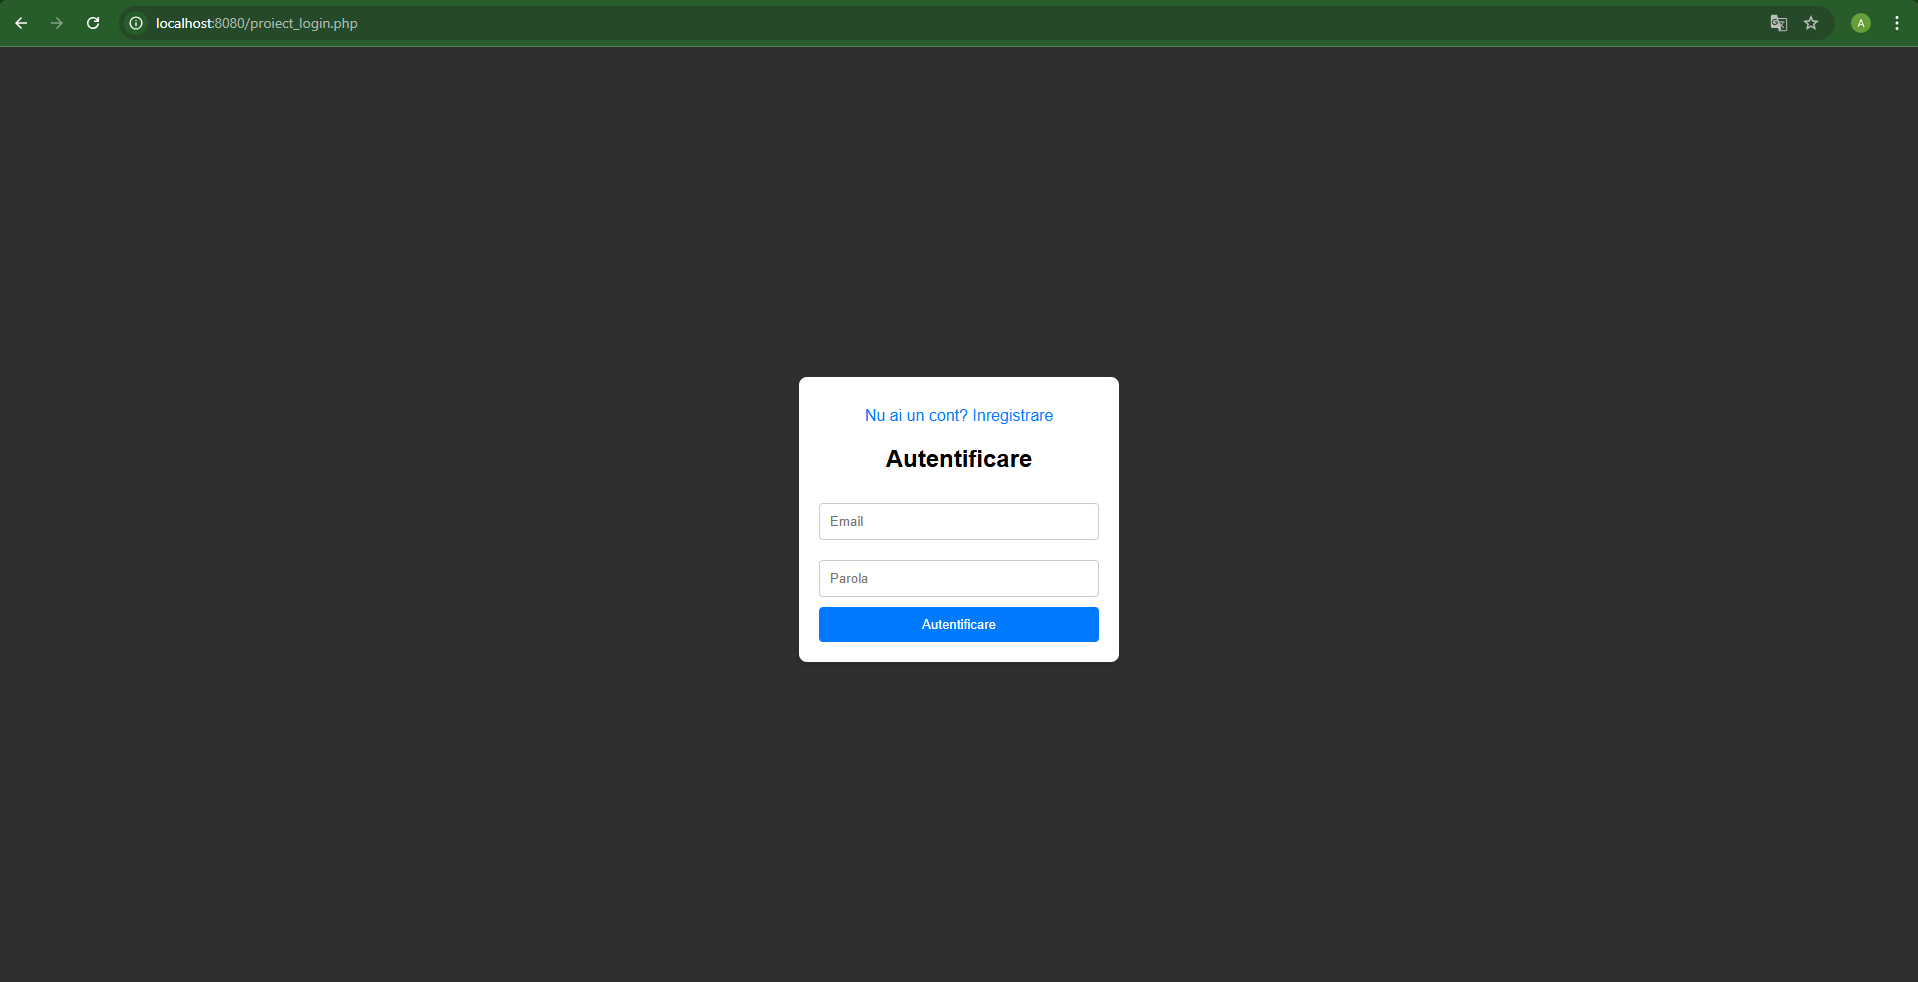 localhost:8080/proiect_login.php
A
Nu ai un cont? Inregistrare
Autentificare
Email
Parola
Autentificare